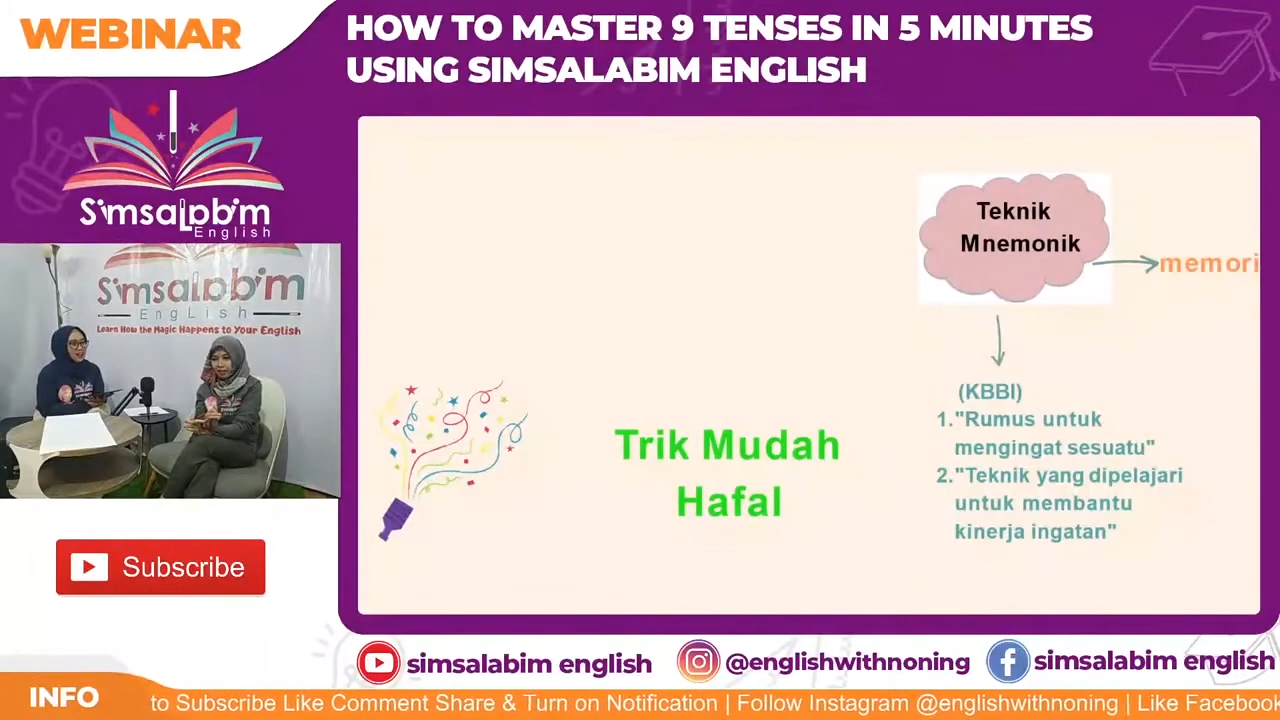 WEBINAR
HOW TO MASTER 9 TENSES IN 5 MINUTES
USING SIMSALABIM ENGLISH
Simsalabim
English
Simsalabim
English
Learn How the Magic Happens to Your English
Teknik
Mnemonik
memori
(KBBI)
1."Rumus untuk
mengingat sesuatu"
2."Teknik yang dipelajari
untuk membantu
kinerja ingatan"
Trik Mudah
Hafal
Subscribe
simsalabim english
@englishwithnoning
simsalabim english
INFO
to Subscribe Like Comment Share & Turn on Notification | Follow Instagram @englishwithnoning | Like Facebook